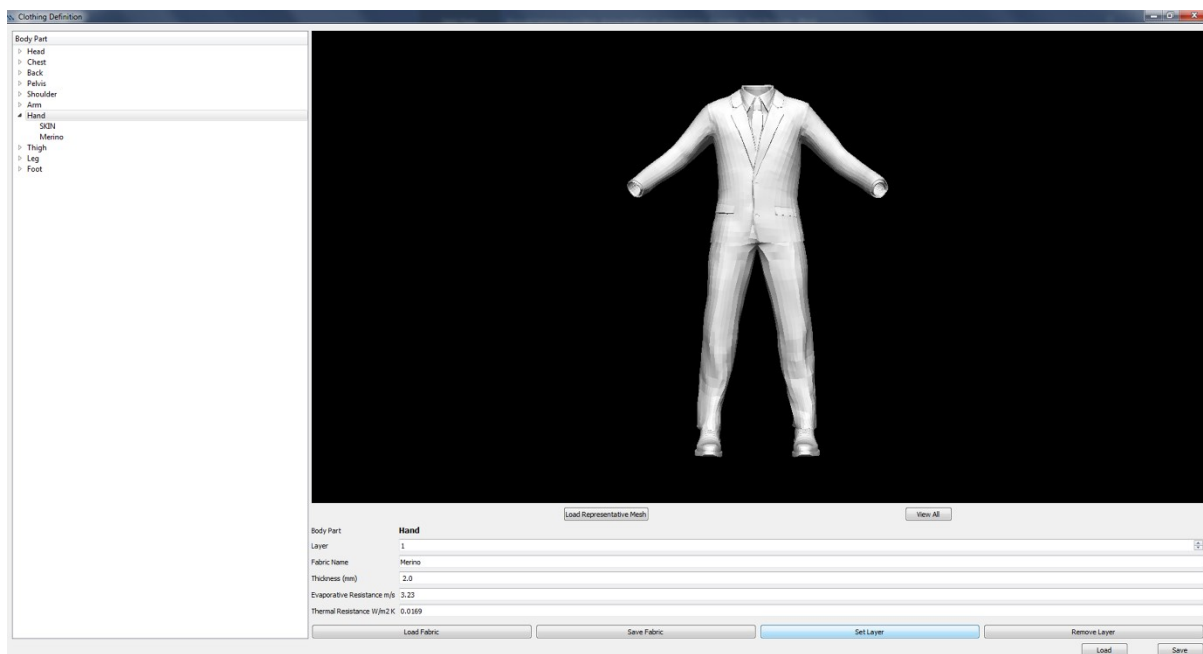 Clothing Definition
Body Part
Head
Chest
Back
Pelvis
Shoulder
Arm
Hand
SKIN
Merino
Thigh
Leg
Foot
Load Representative Mesh View All
Body Part Hand
Layer 1
Fabric Name Merino
Thickness (mm) 2.0
Evaporative Resistance m/s 3.23
Thermal Resistance W/m2 K 0.0169
Load Fabric Save Fabric Set Layer Remove Layer
Load Save